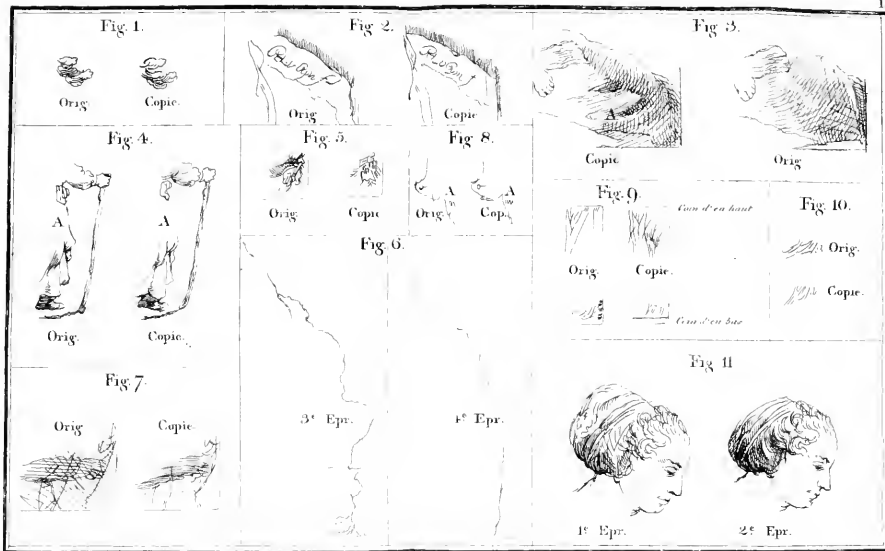 1
Fig. 1.
Orig.
Copie.
Fig. 2.
Orig
Copie
Fig. 3.
A
Copie
Orig.
Fig. 4.
A
A
Orig.
Copie.
Fig. 5.
Orig.
Copie
Fig. 8.
A
A
Orig.
Cop.
Fig. 6.
3e Epr.
4e Epr.
Fig. 7.
Orig
Copie.
Fig. 9
Coin d'en haut
Orig.
Copie.
Coin d'en bas
Fig. 10.
Orig.
Copie.
Fig. 11
1e Epr.
2e Epr.